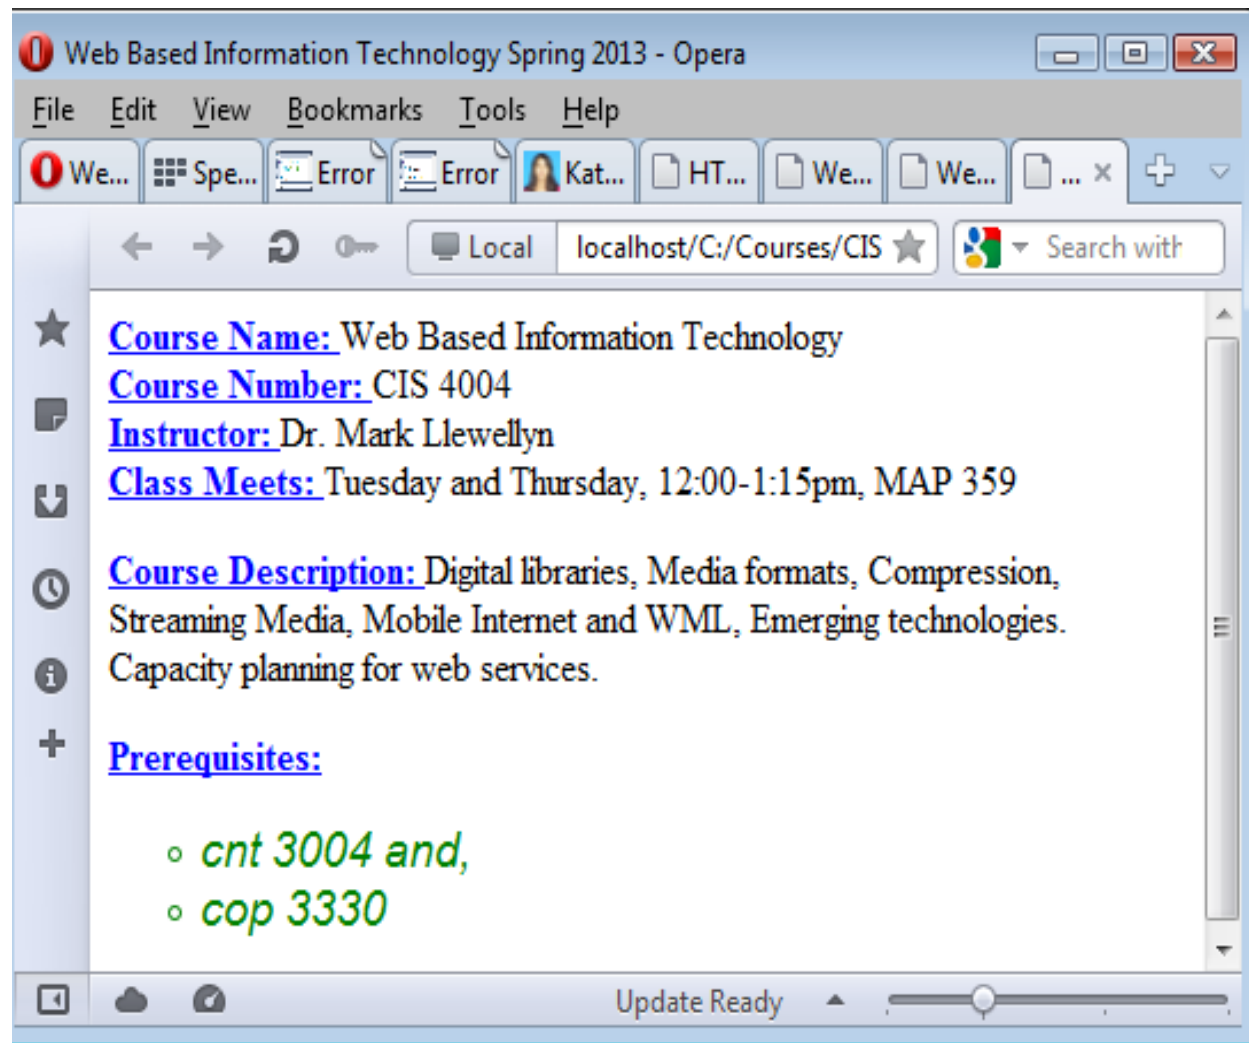 Web Based Information Technology Spring 2013 - Opera
File Edit View Bookmarks Tools Help
We... Spe... Error Error Kat... HT... We... We... ...
Local localhost/C:/Courses/CIS Search with
Course Name: Web Based Information Technology
Course Number: CIS 4004
Instructor: Dr. Mark Llewellyn
Class Meets: Tuesday and Thursday, 12:00-1:15pm, MAP 359
Course Description: Digital libraries, Media formats, Compression,
Streaming Media, Mobile Internet and WML, Emerging technologies.
Capacity planning for web services.
Prerequisites:
cnt 3004 and,
cop 3330
Update Ready